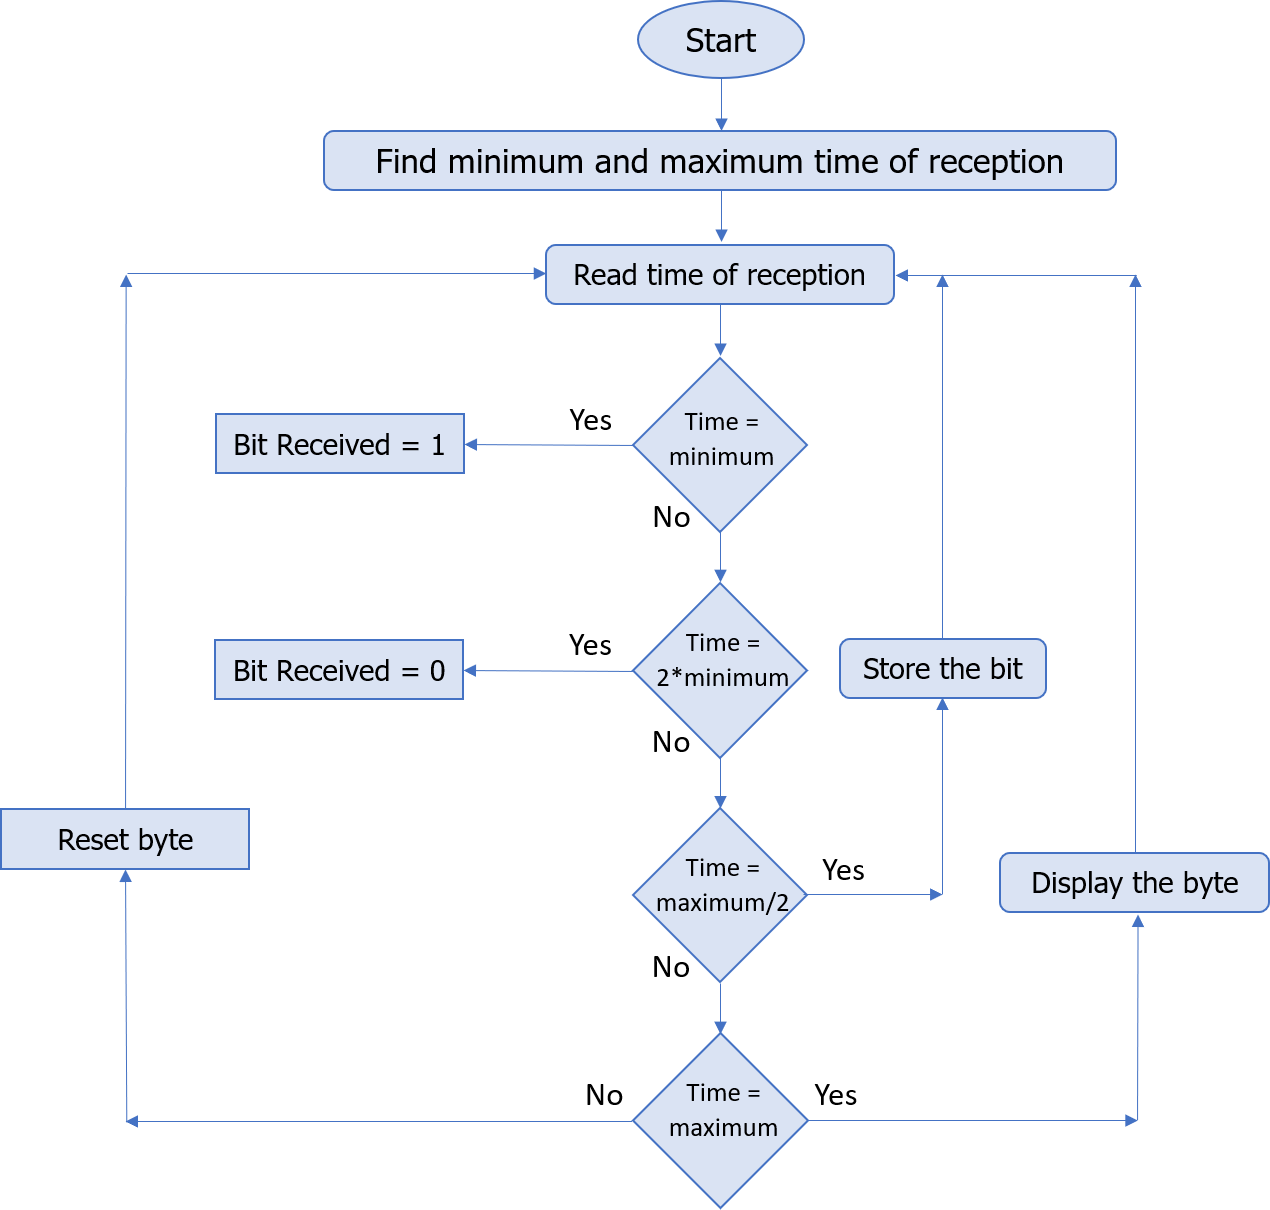 Start
Find minimum and maximum time of reception
Read time of reception
Time =
minimum
Yes
Bit Received = 1
No
Time =
2*minimum
Yes
Bit Received = 0
No
Store the bit
Time =
maximum/2
Yes
No
Reset byte
Display the byte
Time =
maximum
No
Yes